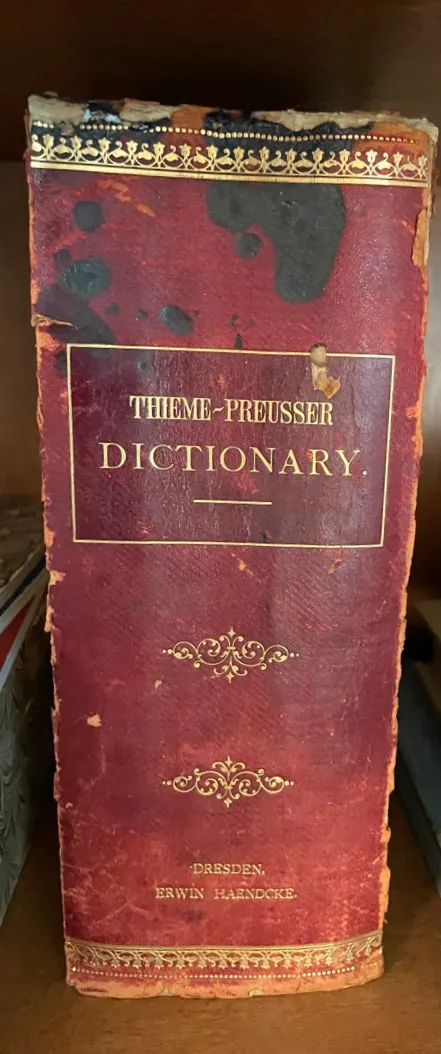 THIEME~PREUSSER
DICTIONARY.
DRESDEN,
ERWIN HAENDCKE.